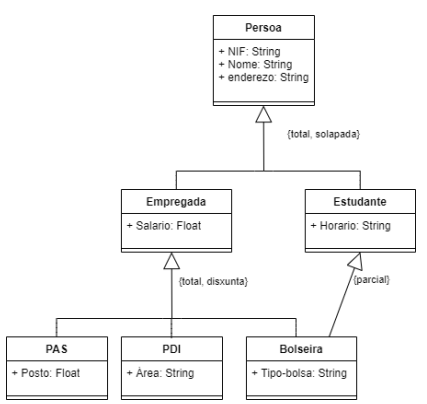 Persoa
+ NIF: String
+ Nome: String
+ enderezo: String
{total, solapada}
Empregada
+ Salario: Float
Estudante
+ Horario: String
{total, disxunta}
{parcial}
PAS
+ Posto: Float
PDI
+ Área: String
Bolseira
+ Tipo-bolsa: String